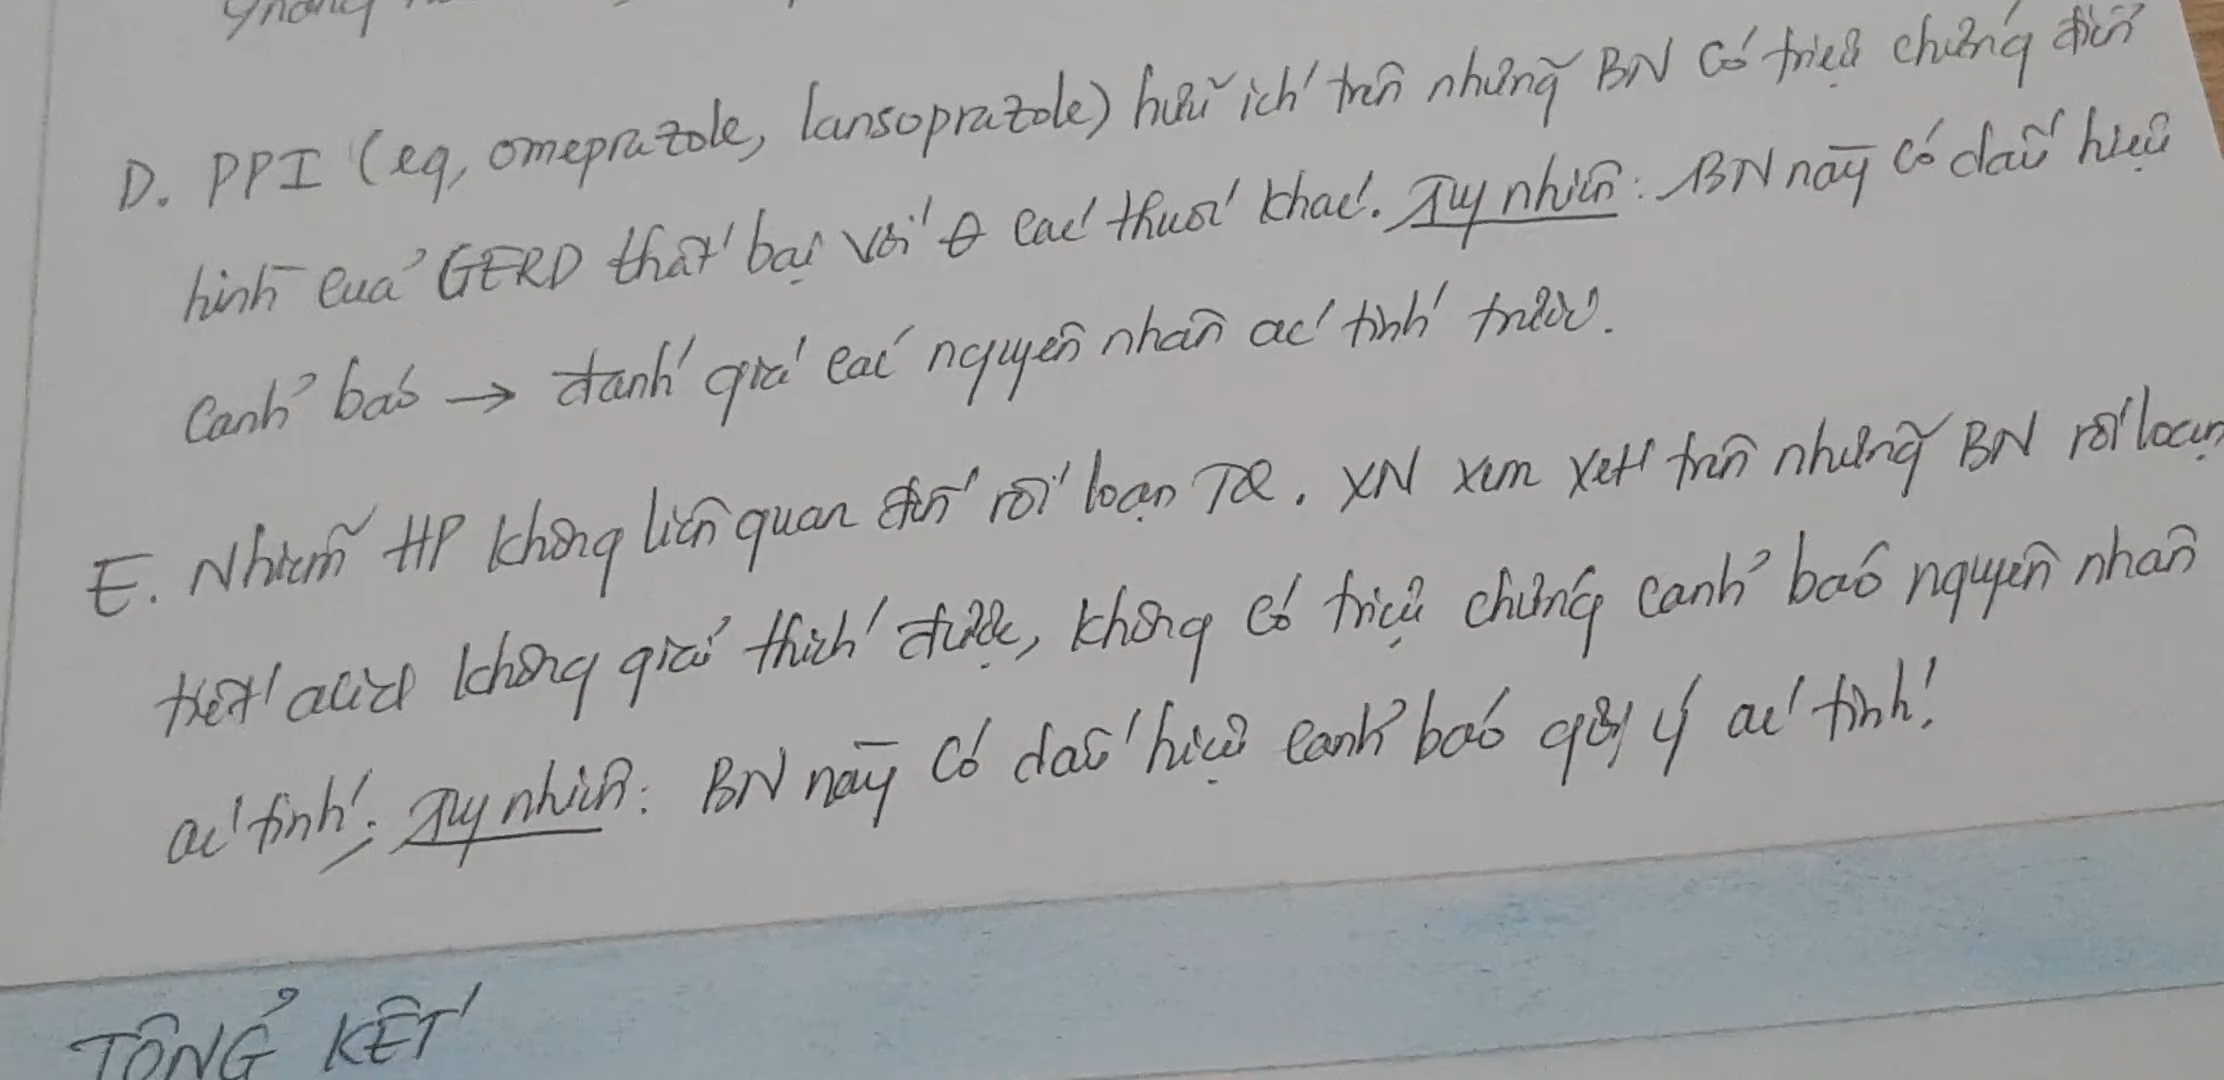 D. PPI (eg, omeprazole, lansoprazole) hữu ích trên những BN có triệu chứng điển
hình của GERD thất bại với θ các thuốc khác. Tuy nhiên: BN này có dấu hiệu
cảnh báo → đánh giá các nguyên nhân ác tính trước.
E. Nhiễm HP không liên quan đến rối loạn TQ. XN xem xét trên những BN rối loạn
tiết acid không giải thích được, không có triệu chứng cảnh báo nguyên nhân
ác tính. Tuy nhiên: BN này có dấu hiệu cảnh báo gợi ý ác tính!
TỔNG KẾT